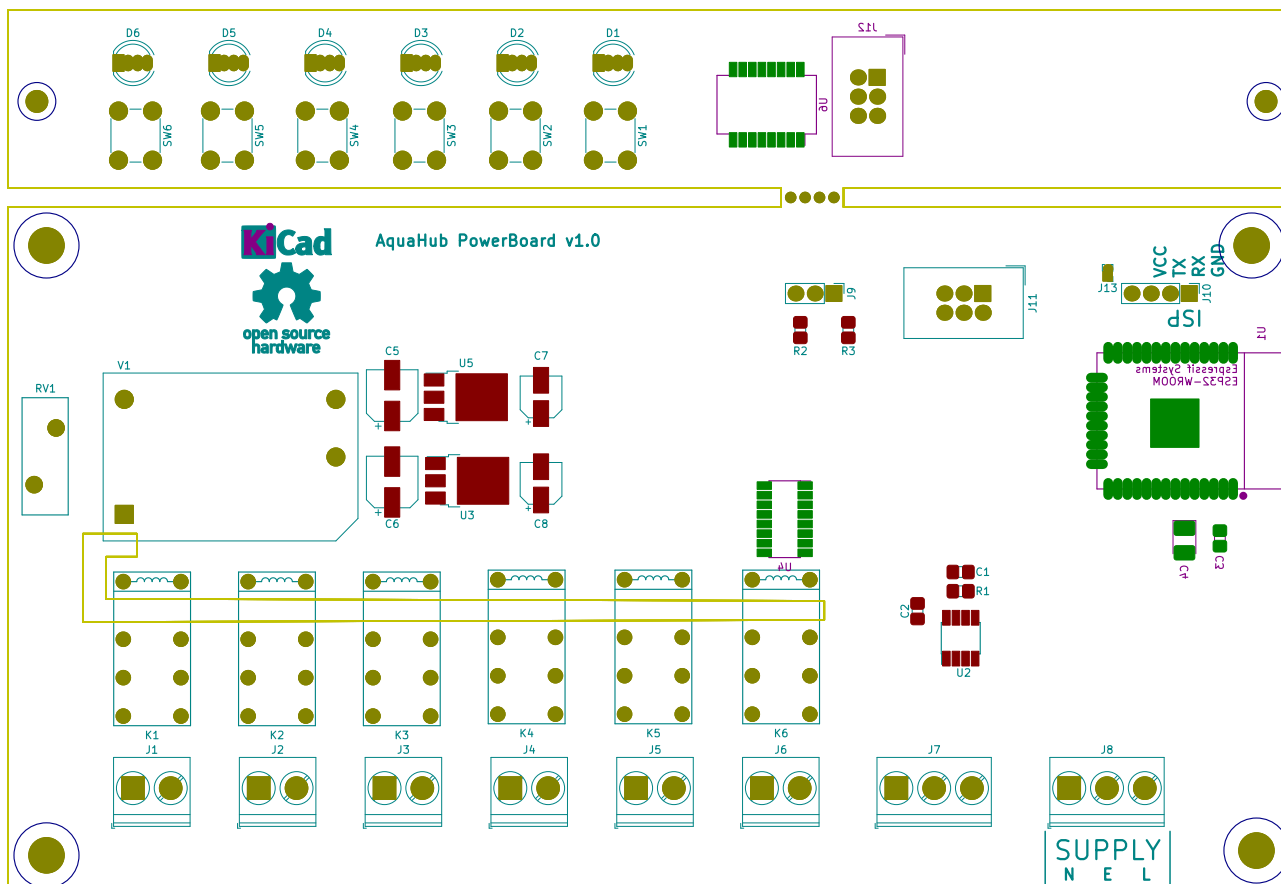 D6 D5 D4 D3 D2 D1 J12
U6
SW6 SW5 SW4 SW3 SW2 SW1
KiCad
AquaHub PowerBoard v1.0
VCC
TX
RX
GND
J13
J9
J11
J10
ISP
open source
hardware
R2 R3
U1
C5 U5 C7
V1
Espressif Systems
ESP32-WROOM
RV1
+ +
C6 U3 C8
+ +
U4
C4 C3
C1
R1
C2
U2
K1 K2 K3 K4 K5 K6
J1 J2 J3 J4 J5 J6 J7 J8
SUPPLY
N E L